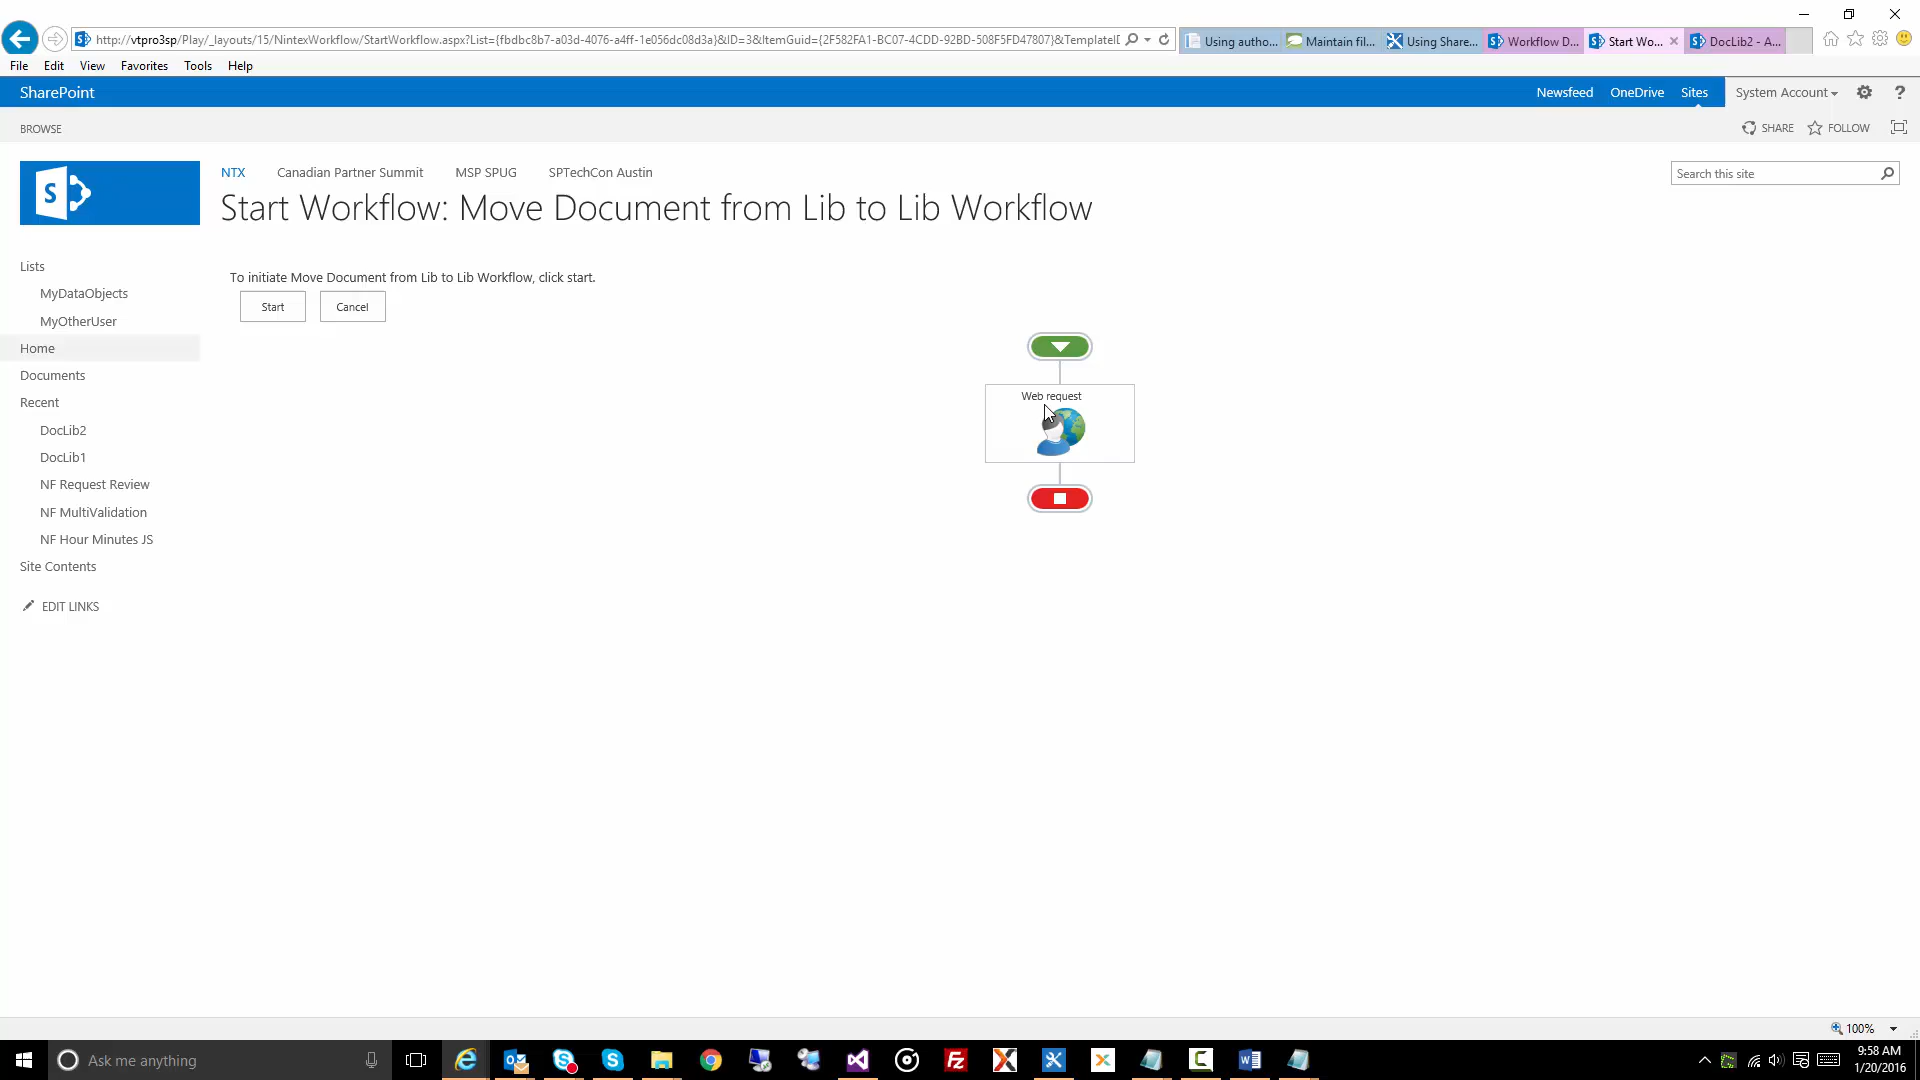 http://vtpro3sp/Play/_layouts/15/NintexWorkflow/StartWorkflow.aspx?List={fbdbc8b7-a03d-4076-a4ff-1e056dc08d3a}&ID=3&ItemGuid={2F582FA1-BC07-4CDD-92BD-508F5FD47807}&TemplateID
Using autho...
Maintain fil...
Using Share...
Workflow D...
Start Wo...
DocLib2 - A...
File Edit View Favorites Tools Help
SharePoint
Newsfeed OneDrive Sites
System Account
?
BROWSE
SHARE FOLLOW
S
NTX Canadian Partner Summit MSP SPUG SPTechCon Austin
Search this site
Start Workflow: Move Document from Lib to Lib Workflow
Lists
MyDataObjects
MyOtherUser
Home
Documents
Recent
DocLib2
DocLib1
NF Request Review
NF MultiValidation
NF Hour Minutes JS
Site Contents
EDIT LINKS
To initiate Move Document from Lib to Lib Workflow, click start.
Start Cancel
Web request
100%
Ask me anything
9:58 AM
1/20/2016